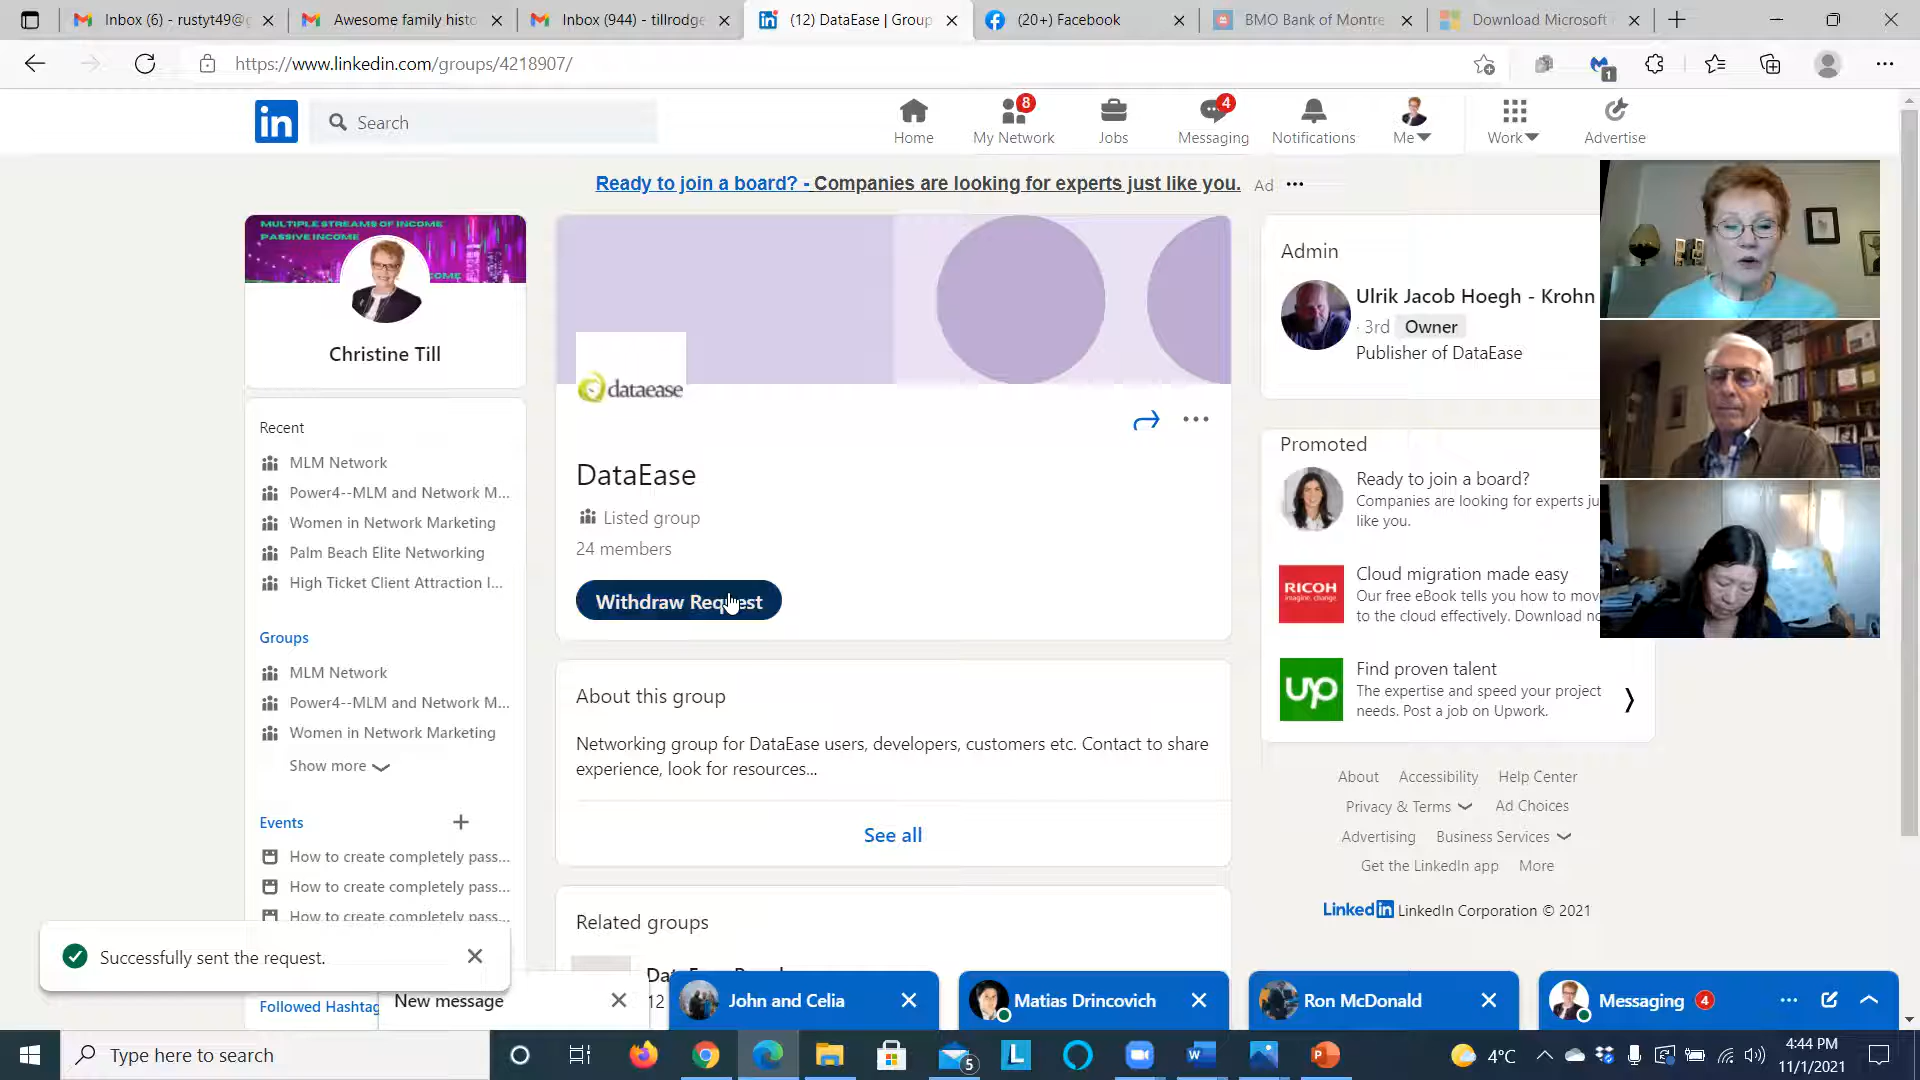 Inbox (6) - rustyt49@g
Awesome family histo
Inbox (944) - tillrodge
(12) DataEase | Group
(20+) Facebook
BMO Bank of Montre
Download Microsoft
https://www.linkedin.com/groups/4218907/
1
in
Search
Home
8
My Network
Jobs
4
Messaging
Notifications
Me
Work
Advertise
Ready to join a board? - Companies are looking for experts just like you.
Ad
MULTIPLE STREAMS OF INCOME
PASSIVE INCOME
Christine Till
Recent
MLM Network
Power4--MLM and Network M...
Women in Network Marketing
Palm Beach Elite Networking
High Ticket Client Attraction I...
Groups
MLM Network
Power4--MLM and Network M...
Women in Network Marketing
Show more
Events
How to create completely pass...
How to create completely pass...
How to create completely pass...
Successfully sent the request.
Followed Hashtag
dataease
DataEase
Listed group
24 members
Withdraw Request
About this group
Networking group for DataEase users, developers, customers etc. Contact to share
experience, look for resources...
See all
Related groups
12
Admin
Ulrik Jacob Hoegh - Krohn
· 3rd Owner
Publisher of DataEase
Promoted
Ready to join a board?
Companies are looking for experts ju
like you.
RICOH
imagine. change.
Cloud migration made easy
Our free eBook tells you how to mov
to the cloud effectively. Download no
up
Find proven talent
The expertise and speed your project
needs. Post a job on Upwork.
About Accessibility Help Center
Privacy & Terms Ad Choices
Advertising Business Services
Get the LinkedIn app More
LinkedIn LinkedIn Corporation © 2021
New message
John and Celia
Matias Drincovich
Ron McDonald
Messaging 4
Type here to search
5
L
W
P
4°C
4:44 PM
11/1/2021